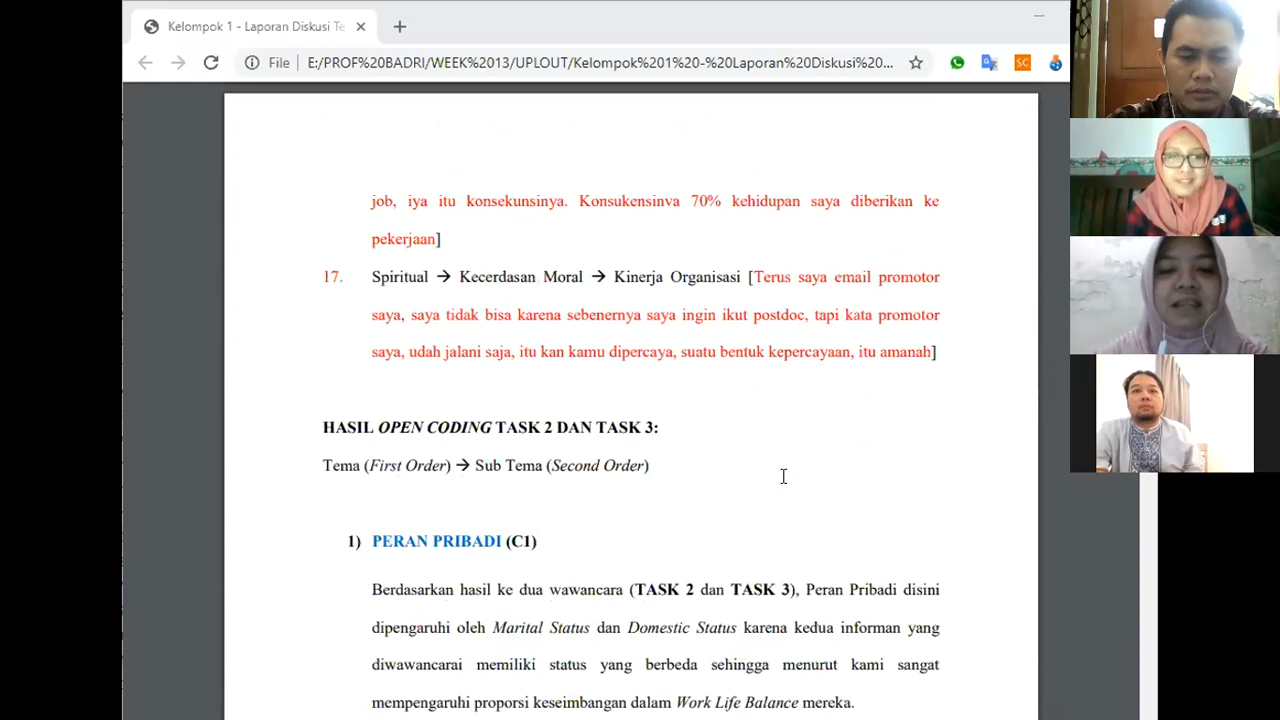 Kelompok 1 - Laporan Diskusi Te
File E:/PROF%20BADRI/WEEK%2013/UPLOUT/Kelompok%201%20-%20Laporan%20Diskusi%20...
SC
job, iya itu konsekunsinya. Konsukensinva 70% kehidupan saya diberikan ke
pekerjaan]
17. Spiritual → Kecerdasan Moral → Kinerja Organisasi [Terus saya email promotor
saya, saya tidak bisa karena sebenernya saya ingin ikut postdoc, tapi kata promotor
saya, udah jalani saja, itu kan kamu dipercaya, suatu bentuk kepercayaan, itu amanah]
HASIL OPEN CODING TASK 2 DAN TASK 3:
Tema (First Order) → Sub Tema (Second Order)
1) PERAN PRIBADI (C1)
Berdasarkan hasil ke dua wawancara (TASK 2 dan TASK 3), Peran Pribadi disini
dipengaruhi oleh Marital Status dan Domestic Status karena kedua informan yang
diwawancarai memiliki status yang berbeda sehingga menurut kami sangat
mempengaruhi proporsi keseimbangan dalam Work Life Balance mereka.